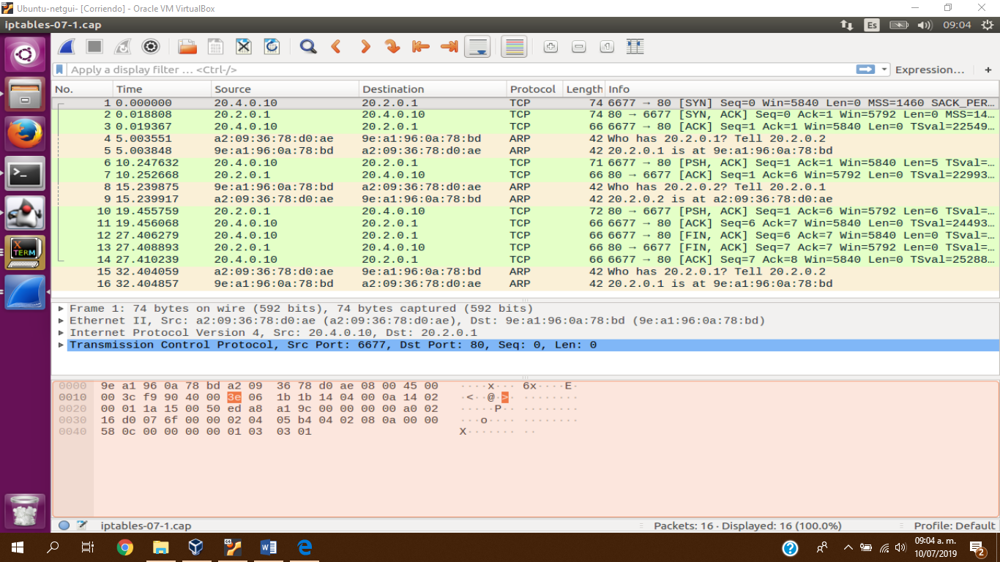 Ubuntu-netgui- [Corriendo] - Oracle VM VirtualBox
iptables-07-1.cap Es 09:04
Apply a display filter … <Ctrl-/> Expression… +
No. Time Source Destination Protocol Length Info
1 0.000000 20.4.0.10 20.2.0.1 TCP 74 6677 → 80 [SYN] Seq=0 Win=5840 Len=0 MSS=1460 SACK_PER…
2 0.018808 20.2.0.1 20.4.0.10 TCP 74 80 → 6677 [SYN, ACK] Seq=0 Ack=1 Win=5792 Len=0 MSS=14…
3 0.019367 20.4.0.10 20.2.0.1 TCP 66 6677 → 80 [ACK] Seq=1 Ack=1 Win=5840 Len=0 TSval=22549…
4 5.003551 a2:09:36:78:d0:ae 9e:a1:96:0a:78:bd ARP 42 Who has 20.2.0.1? Tell 20.2.0.2
5 5.003848 9e:a1:96:0a:78:bd a2:09:36:78:d0:ae ARP 42 20.2.0.1 is at 9e:a1:96:0a:78:bd
6 10.247632 20.4.0.10 20.2.0.1 TCP 71 6677 → 80 [PSH, ACK] Seq=1 Ack=1 Win=5840 Len=5 TSval=…
7 10.252668 20.2.0.1 20.4.0.10 TCP 66 80 → 6677 [ACK] Seq=1 Ack=6 Win=5792 Len=0 TSval=22993…
8 15.239875 9e:a1:96:0a:78:bd a2:09:36:78:d0:ae ARP 42 Who has 20.2.0.2? Tell 20.2.0.1
9 15.239917 a2:09:36:78:d0:ae 9e:a1:96:0a:78:bd ARP 42 20.2.0.2 is at a2:09:36:78:d0:ae
10 19.455759 20.2.0.1 20.4.0.10 TCP 72 80 → 6677 [PSH, ACK] Seq=1 Ack=6 Win=5792 Len=6 TSval=…
11 19.456068 20.4.0.10 20.2.0.1 TCP 66 6677 → 80 [ACK] Seq=6 Ack=7 Win=5840 Len=0 TSval=24493…
12 27.406279 20.4.0.10 20.2.0.1 TCP 66 6677 → 80 [FIN, ACK] Seq=6 Ack=7 Win=5840 Len=0 TSval=…
13 27.408893 20.2.0.1 20.4.0.10 TCP 66 80 → 6677 [FIN, ACK] Seq=7 Ack=7 Win=5792 Len=0 TSval=…
14 27.410239 20.4.0.10 20.2.0.1 TCP 66 6677 → 80 [ACK] Seq=7 Ack=8 Win=5840 Len=0 TSval=25288…
15 32.404059 a2:09:36:78:d0:ae 9e:a1:96:0a:78:bd ARP 42 Who has 20.2.0.1? Tell 20.2.0.2
16 32.404857 9e:a1:96:0a:78:bd a2:09:36:78:d0:ae ARP 42 20.2.0.1 is at 9e:a1:96:0a:78:bd
Frame 1: 74 bytes on wire (592 bits), 74 bytes captured (592 bits)
Ethernet II, Src: a2:09:36:78:d0:ae (a2:09:36:78:d0:ae), Dst: 9e:a1:96:0a:78:bd (9e:a1:96:0a:78:bd)
Internet Protocol Version 4, Src: 20.4.0.10, Dst: 20.2.0.1
Transmission Control Protocol, Src Port: 6677, Dst Port: 80, Seq: 0, Len: 0
0000 9e a1 96 0a 78 bd a2 09 36 78 d0 ae 08 00 45 00 ····x··· 6x····E·
0010 00 3c f9 90 40 00 3e 06 1b 1b 14 04 00 0a 14 02 ·<··@·>· ········
0020 00 01 1a 15 00 50 ed a8 a1 9c 00 00 00 00 a0 02 ·····P·· ········
0030 16 d0 07 6f 00 00 02 04 05 b4 04 02 08 0a 00 00 ···o···· ········
0040 58 0c 00 00 00 00 01 03 03 01 X······· ··
X TERM
iptables-07-1.cap Packets: 16 · Displayed: 16 (100.0%) Profile: Default
09:04 a. m.
10/07/2019
2